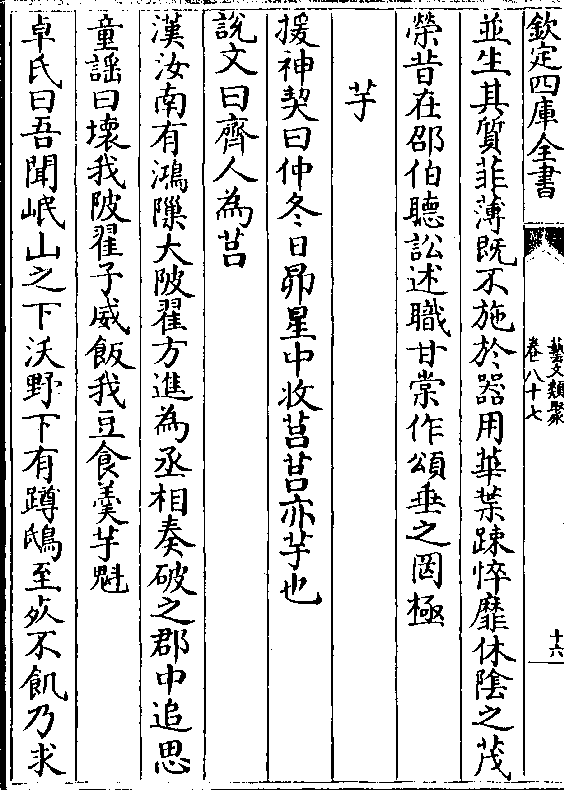 欽定四庫全書
藝文類聚
卷八十七
十六
並生其質菲薄既不施於器用華葉踈悴靡休陰之茂
榮昔在邵伯聽訟述職甘棠作頌垂之罔極
芋
援神契曰仲冬日昴星中收莒莒亦芋也
說文曰齊人為莒
漢汝南有鴻隟大陂翟方進為丞相奏破之郡中追思
童謡曰壊我陂翟子威飯我豆食羹芋魁
卓氏曰吾聞岷山之下沃野下有蹲鴟至死不飢乃求